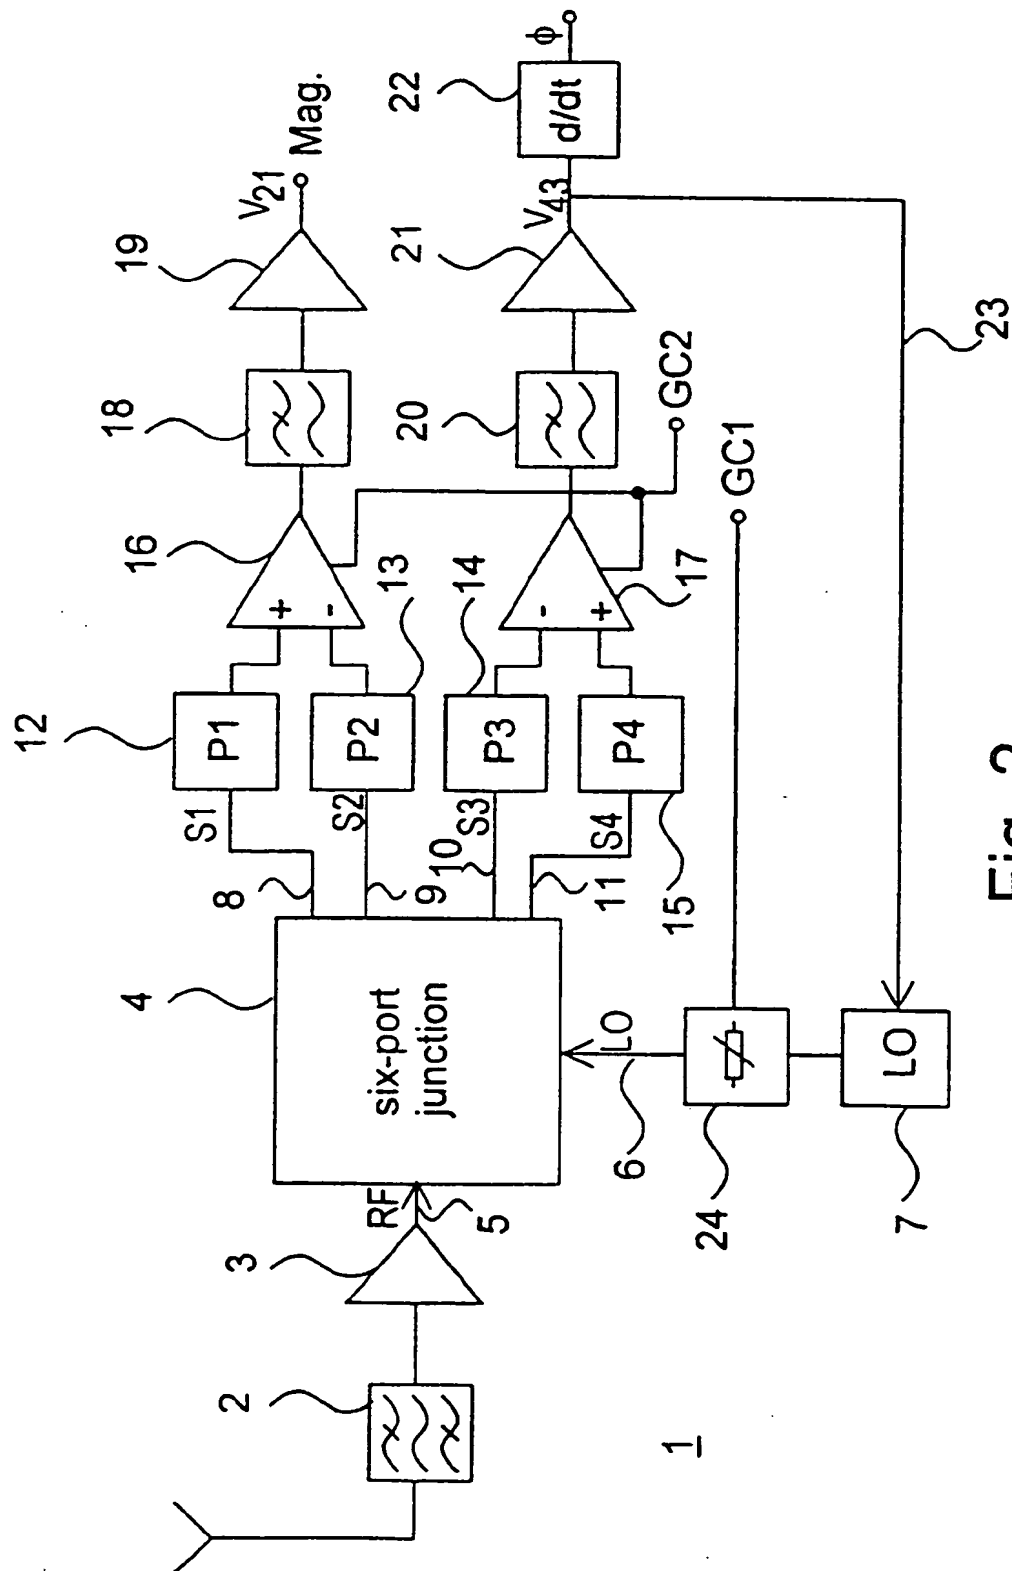 1
2
3
RF
5
4
six-port
junction
6
LO
24
7
LO
8
9
10
11
S1
S2
S3
S4
12
P1
P2
13
P3
14
P4
15
16
+
-
-
+
17
18
20
GC2
GC1
19
21
V21
Mag.
V43
22
d/dt
ϕ
23
Fig.